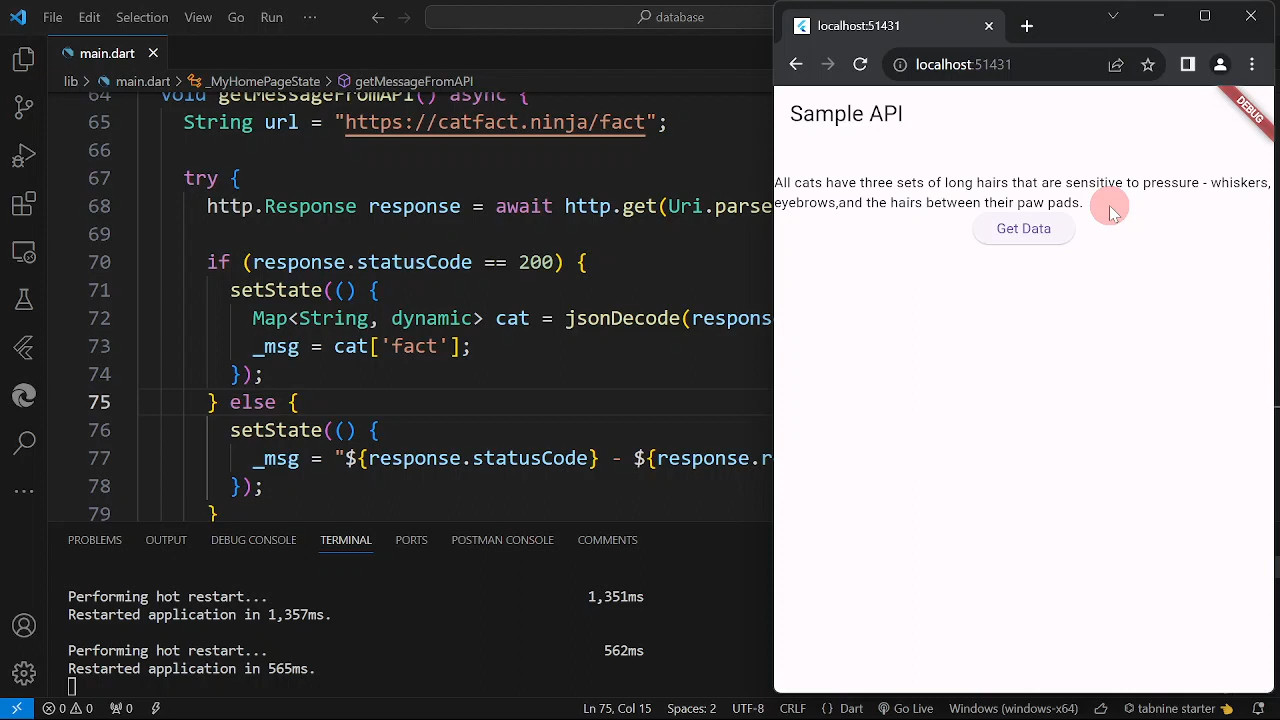 File Edit Selection View Go Run ··· database
main.dart
lib > main.dart > _MyHomePageState > getMessageFromAPI
64 void getMessageFromAPI() async {
65 String url = "https://catfact.ninja/fact";
66
67 try {
68 http.Response response = await http.get(Uri.parse
69
70 if (response.statusCode == 200) {
71 setState(() {
72 Map<String, dynamic> cat = jsonDecode(respons
73 _msg = cat['fact'];
74 });
75 } else {
76 setState(() {
77 _msg = "${response.statusCode} - ${response.r
78 });
79 }
PROBLEMS OUTPUT DEBUG CONSOLE TERMINAL PORTS POSTMAN CONSOLE COMMENTS
Performing hot restart... 1,351ms
Restarted application in 1,357ms.
Performing hot restart... 562ms
Restarted application in 565ms.
0 0 0 Ln 75, Col 15 Spaces: 2 UTF-8 CRLF {} Dart Go Live Windows (windows-x64) tabnine starter
localhost:51431
localhost:51431
Sample API
DEBUG
All cats have three sets of long hairs that are sensitive to pressure - whiskers,
eyebrows,and the hairs between their paw pads.
Get Data